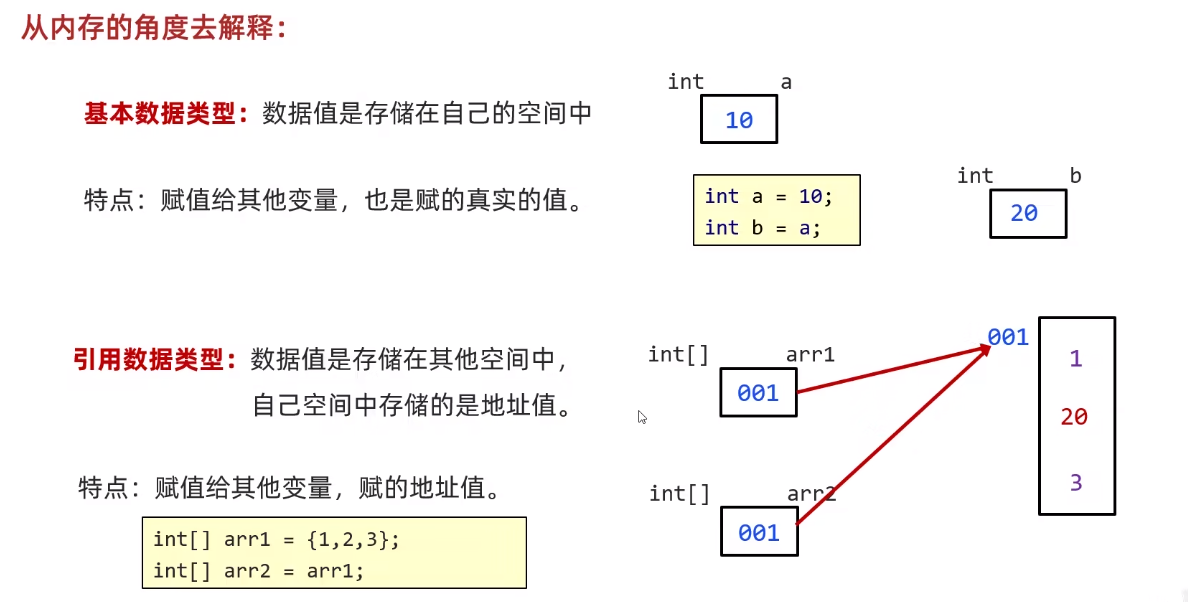 从内存的角度去解释：
int a
10
基本数据类型：数据值是存储在自己的空间中
int b
20
特点：赋值给其他变量，也是赋的真实的值。
int a = 10;
int b = a;
001
1
20
3
int[] arr1
001
引用数据类型：数据值是存储在其他空间中，
自己空间中存储的是地址值。
特点：赋值给其他变量，赋的地址值。
int[] arr2
001
int[] arr1 = {1,2,3};
int[] arr2 = arr1;